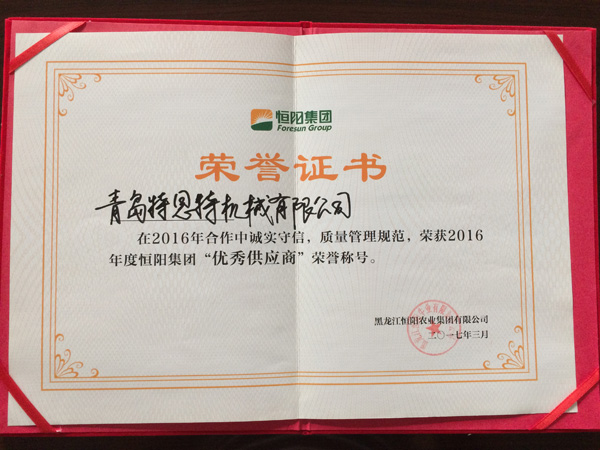 恒阳集团
Foresun Group
荣誉证书
青岛特恩特机械有限公司
在2016年合作中诚实守信，质量管理规范，荣获2016
年度恒阳集团“优秀供应商”荣誉称号。
黑龙江恒阳农业集团有限公司
二〇一七年三月